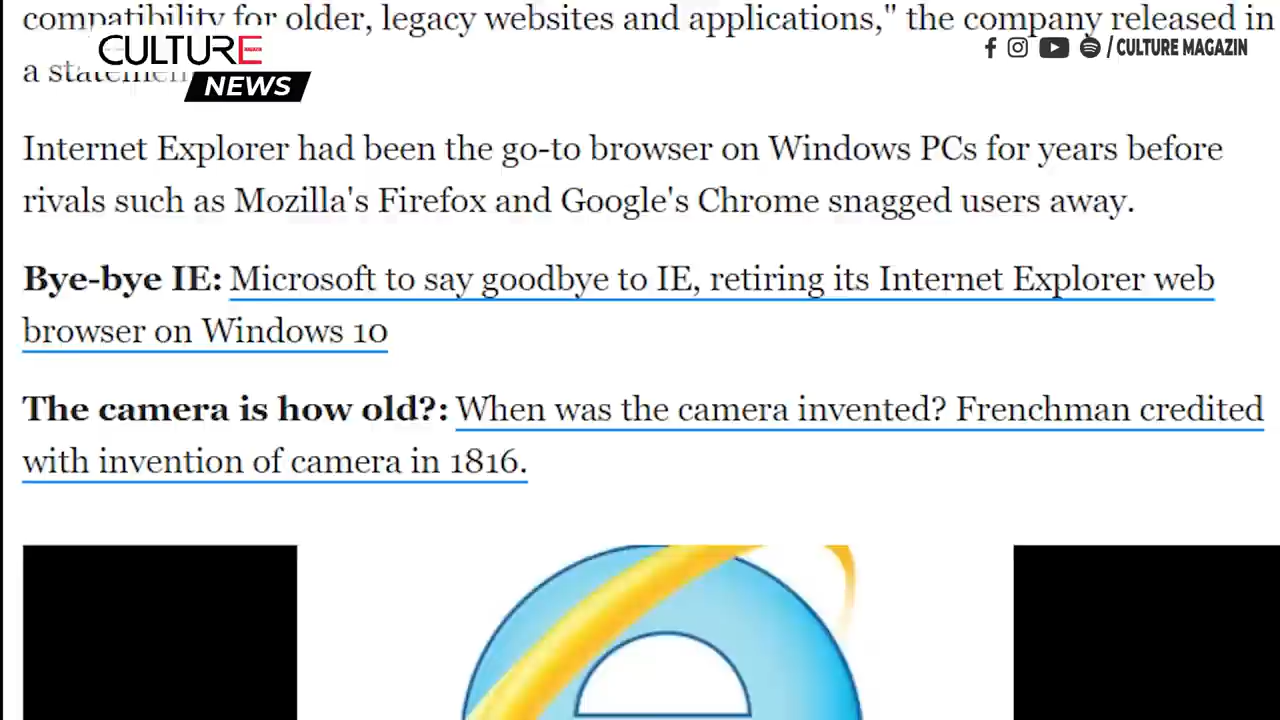 compatibility for older, legacy websites and applications," the company released in
CULTURE
/ CULTURE MAGAZIN
a statement
NEWS
Internet Explorer had been the go-to browser on Windows PCs for years before
rivals such as Mozilla's Firefox and Google's Chrome snagged users away.
Bye-bye IE: Microsoft to say goodbye to IE, retiring its Internet Explorer web
browser on Windows 10
The camera is how old?: When was the camera invented? Frenchman credited
with invention of camera in 1816.